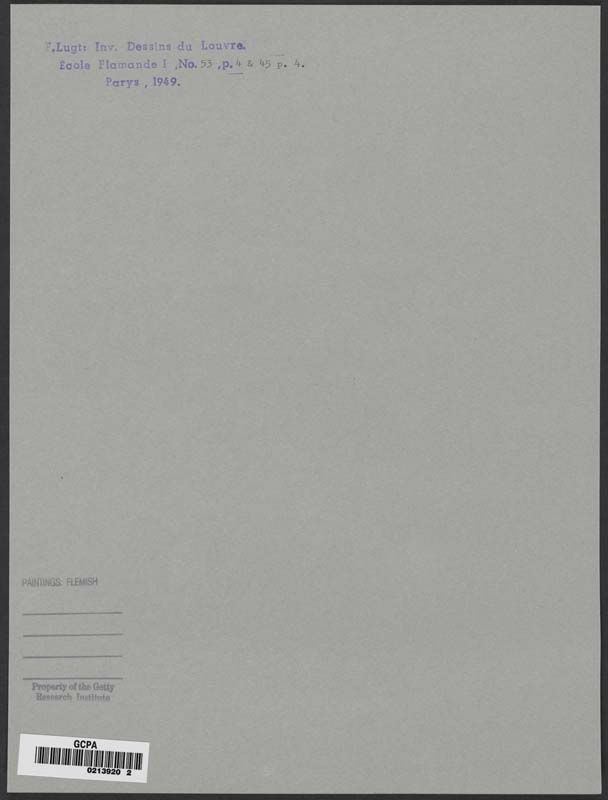 F.Lugt: Inv. Dessins du Louvre.
Ecole Flamande I ,No. 53 ,p. 4 & 45 p. 4.
Parys , 1949.
PAINTINGS: FLEMISH
Property of the Getty
Research Institute
GCPA
0213920 2